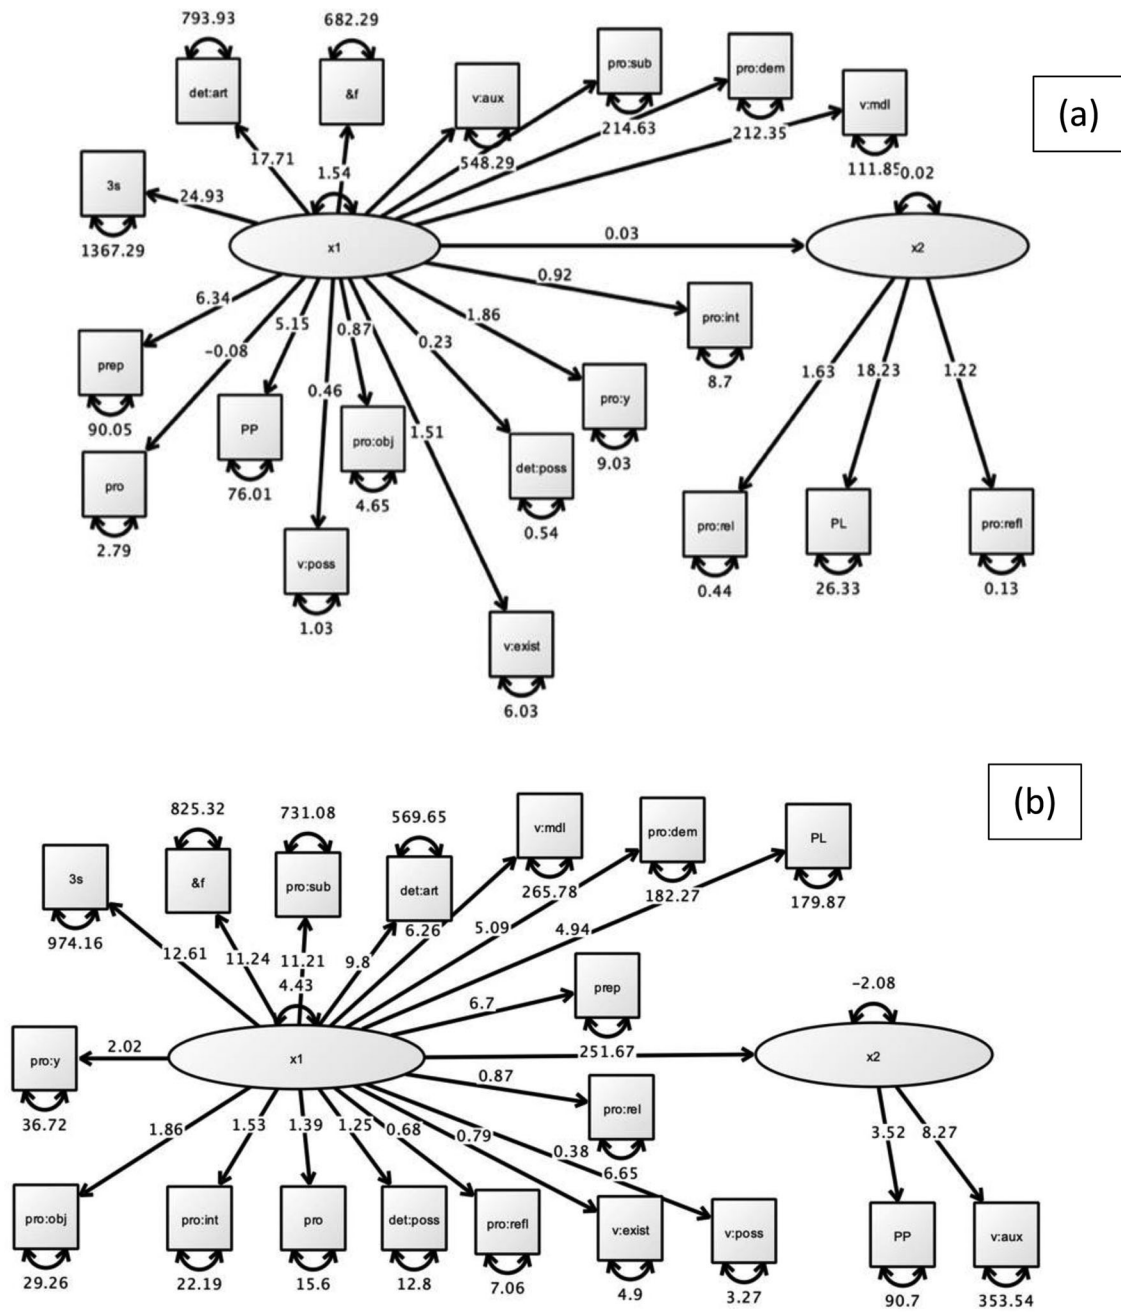 793.93
682.29
det:art
&f
v:aux
pro:sub
pro:dem
v:mdl
(a)
548.29
214.63
212.35
111.85
0.02
17.71
1.54
3s
24.93
1367.29
x1
0.03
x2
6.34
5.15
0.87
0.23
1.86
0.92
pro:int
8.7
prep
90.05
−0.08
0.46
1.51
1.63
18.23
1.22
PP
76.01
pro:obj
4.65
pro:y
9.03
det:poss
0.54
pro
2.79
v:poss
1.03
v:exist
6.03
pro:rel
0.44
PL
26.33
pro:refl
0.13
(b)
825.32
731.08
569.65
v:mdl
pro:dem
PL
3s
&f
pro:sub
det:art
265.78
182.27
179.87
974.16
12.61
11.24
11.21
9.8
6.26
5.09
4.94
4.43
6.7
prep
251.67
−2.08
pro:y
2.02
x1
x2
36.72
0.87
pro:rel
6.65
1.86
1.53
1.39
1.25
0.68
0.79
0.38
3.52
8.27
pro:obj
pro:int
pro
det:poss
pro:refl
v:exist
v:poss
PP
v:aux
29.26
22.19
15.6
12.8
7.06
4.9
3.27
90.7
353.54